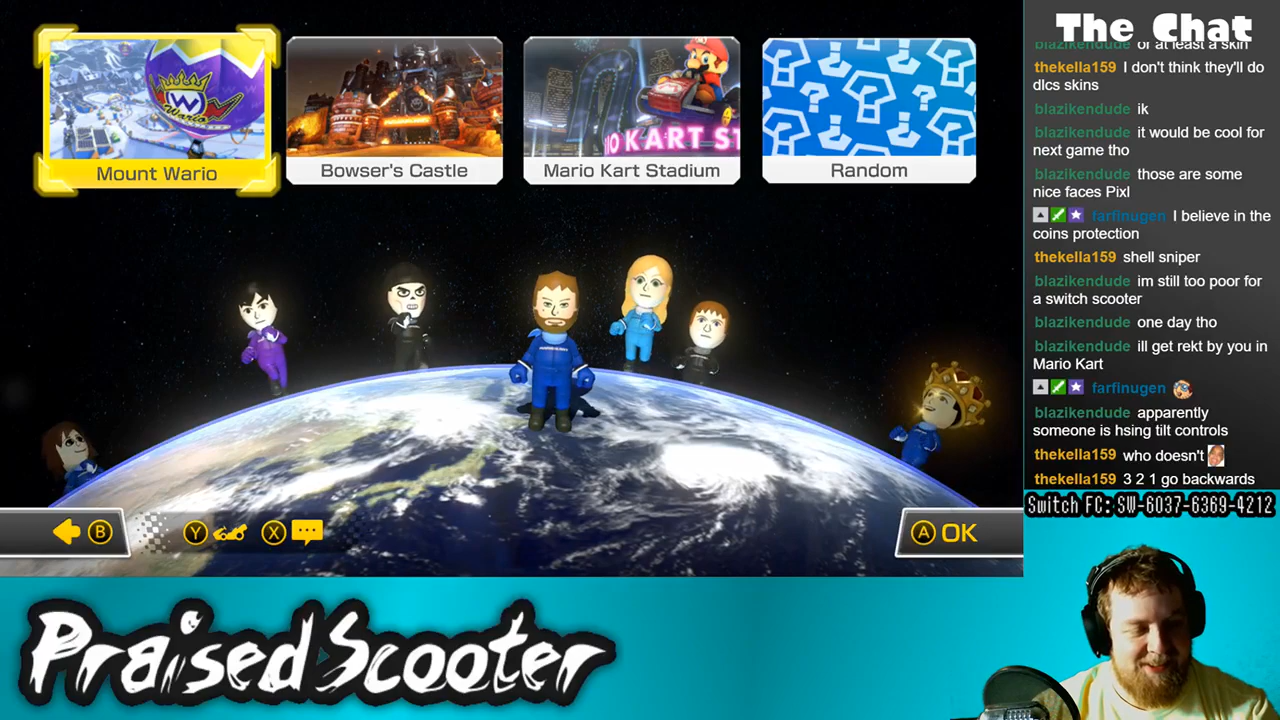 Mount Wario
Bowser's Castle
Mario Kart Stadium
Random
W
Wario
IO KART ST
B
Y
X
A OK
The Chat
blazikendude or at least a skin
thekella159 I don't think they'll do
dlcs skins
blazikendude ik
blazikendude it would be cool for
next game tho
blazikendude those are some
nice faces Pixl
farfinugen I believe in the
coins protection
thekella159 shell sniper
blazikendude im still too poor for
a switch scooter
blazikendude one day tho
blazikendude ill get rekt by you in
Mario Kart
farfinugen
blazikendude apparently
someone is hsing tilt controls
thekella159 who doesn't
thekella159 3 2 1 go backwards
Switch FC: SW-6037-6369-4212
PraisedScooter